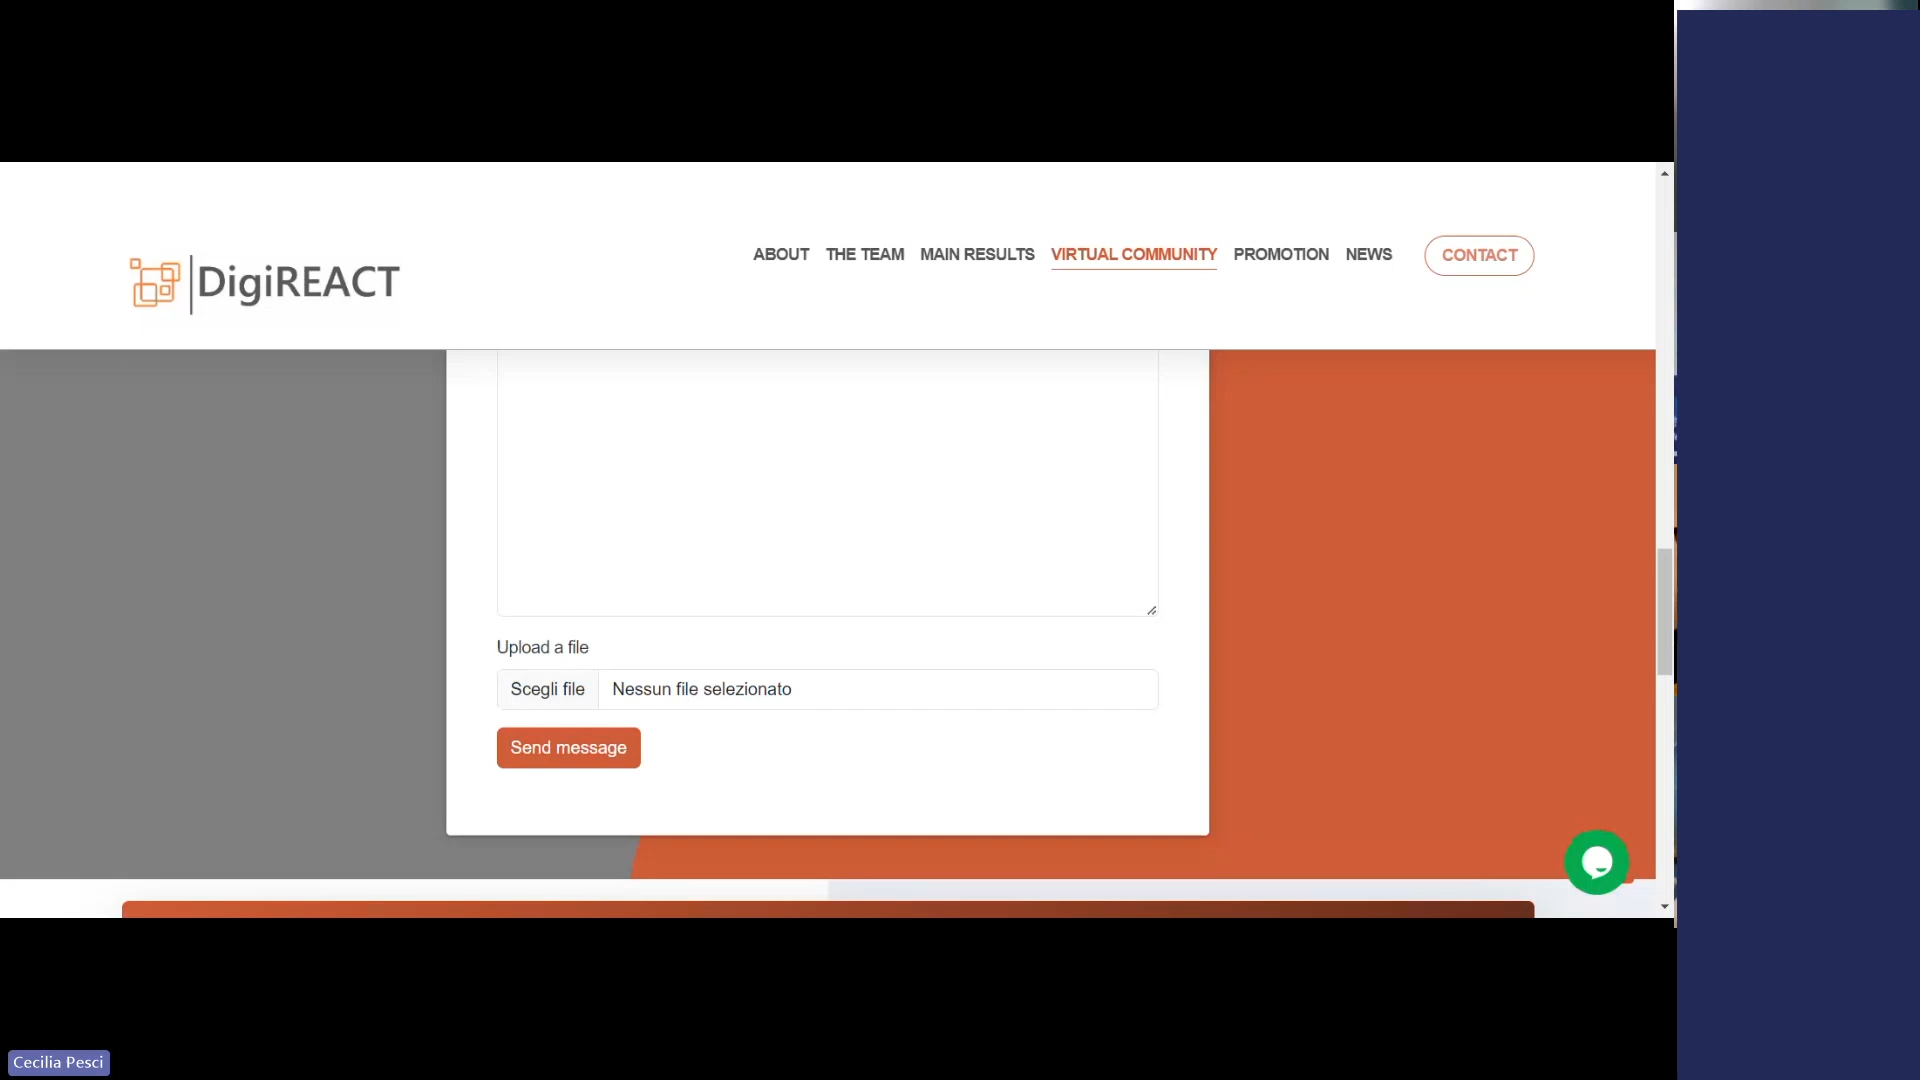 DigiREACT
ABOUT THE TEAM MAIN RESULTS VIRTUAL COMMUNITY PROMOTION NEWS CONTACT
Upload a file
Scegli file Nessun file selezionato
Send message
Cecilia Pesci